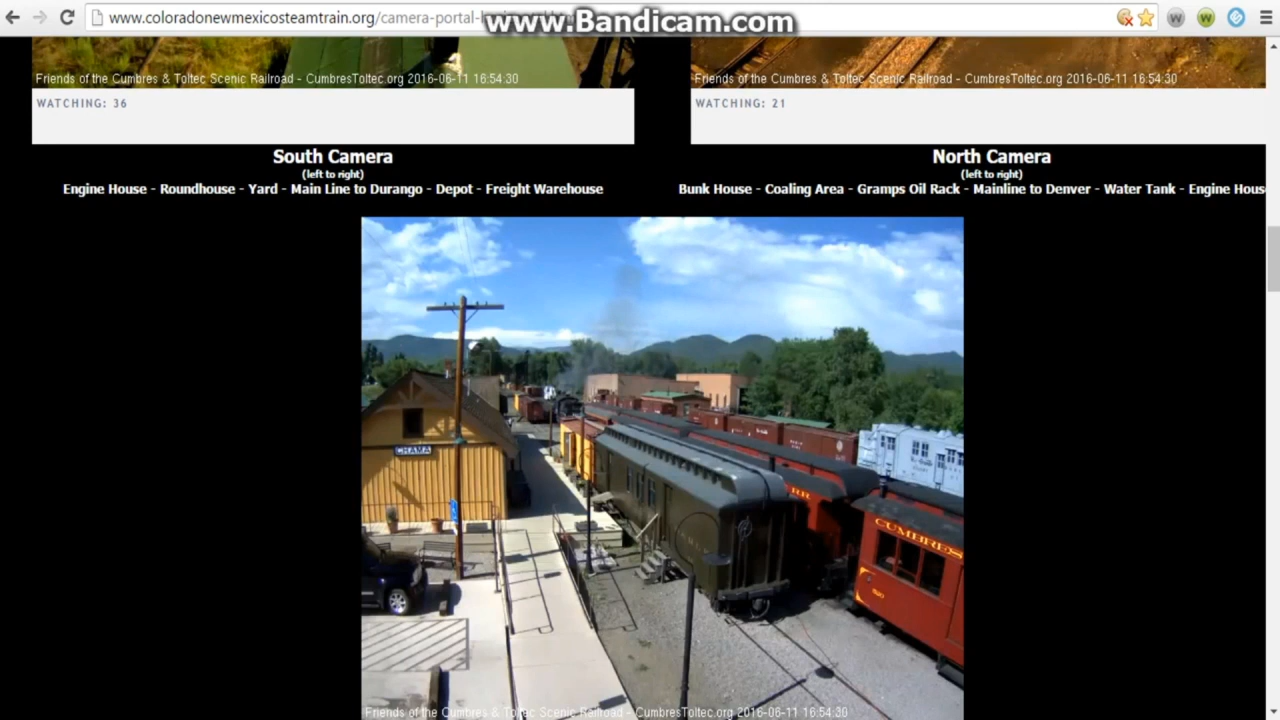 www.coloradonewmexicosteamtrain.org/camera-portal-
www.Bandicam.com
Friends of the Cumbres & Toltec Scenic Railroad - CumbresToltec.org 2016-06-11 16:54:30
Friends of the Cumbres & Toltec Scenic Railroad - CumbresToltec.org 2016-06-11 16:54:30
WATCHING: 36
WATCHING: 21
South Camera
(left to right)
Engine House - Roundhouse - Yard - Main Line to Durango - Depot - Freight Warehouse
North Camera
(left to right)
Bunk House - Coaling Area - Gramps Oil Rack - Mainline to Denver - Water Tank - Engine Hous
CHAMA
RR
CUMBRES
Friends of the Cumbres & Toltec Scenic Railroad - CumbresToltec.org 2016-06-11 16:54:30